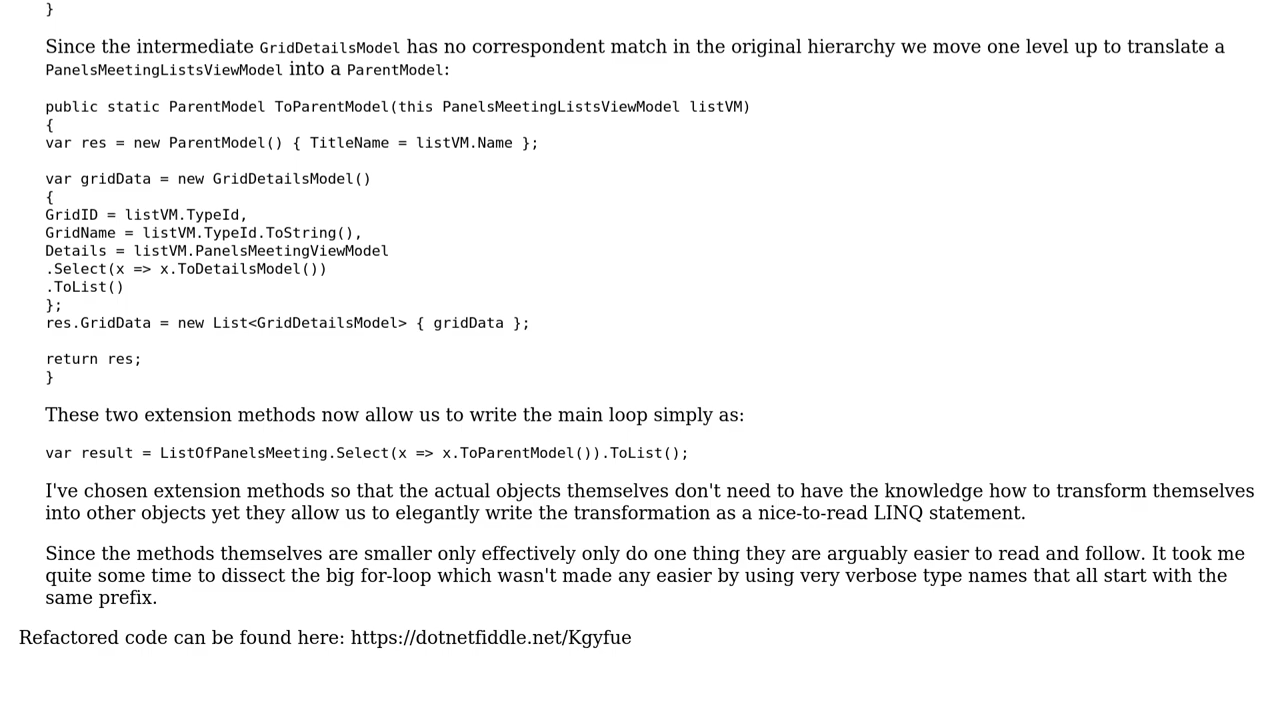 }
Since the intermediate GridDetailsModel has no correspondent match in the original hierarchy we move one level up to translate a
PanelsMeetingListsViewModel into a ParentModel:
public static ParentModel ToParentModel(this PanelsMeetingListsViewModel listVM)
{
var res = new ParentModel() { TitleName = listVM.Name };
var gridData = new GridDetailsModel()
{
GridID = listVM.TypeId,
GridName = listVM.TypeId.ToString(),
Details = listVM.PanelsMeetingViewModel
.Select(x => x.ToDetailsModel())
.ToList()
};
res.GridData = new List<GridDetailsModel> { gridData };
return res;
}
These two extension methods now allow us to write the main loop simply as:
var result = ListOfPanelsMeeting.Select(x => x.ToParentModel()).ToList();
I've chosen extension methods so that the actual objects themselves don't need to have the knowledge how to transform themselves
into other objects yet they allow us to elegantly write the transformation as a nice-to-read LINQ statement.
Since the methods themselves are smaller only effectively only do one thing they are arguably easier to read and follow. It took me
quite some time to dissect the big for-loop which wasn't made any easier by using very verbose type names that all start with the
same prefix.
Refactored code can be found here: https://dotnetfiddle.net/Kgyfue